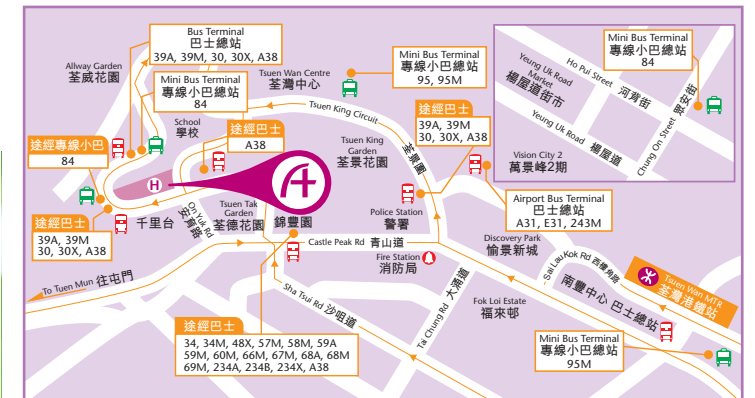 Bus Terminal
巴士總站
39A, 39M, 30, 30X, A38
Allway Garden
荃威花園
Mini Bus Terminal
專線小巴總站
84
School
學校
途經巴士
A38
途經專線小巴
84
途經巴士
39A, 39M
30, 30X, A38
H
千里台
On Yuk Rd
安育路
Tsuen Tak
Garden
荃德花園
錦豐園
Tsuen Wan Centre
荃灣中心
Mini Bus Terminal
專線小巴總站
95, 95M
Tsuen King Circuit
荃景圍
Tsuen King
Garden
荃景花園
途經巴士
39A, 39M
30, 30X, A38
Police Station
警署
Castle Peak Rd 青山道
Fire Station
消防局
To Tuen Mun 往屯門
Sha Tsui Rd 沙咀道
途經巴士
34, 34M, 48X, 57M, 58M, 59A
59M, 60M, 66M, 67M, 68A, 68M
69M, 234A, 234B, 234X, A38
Tai Chung Rd 大涌道
Fok Loi Estate
福來邨
Discovery Park
愉景新城
Airport Bus Terminal
巴士總站
A31, E31, 243M
Sai Lau Kok Rd 西樓角路
Tsuen Wan MTR
荃灣港鐵站
南豐中心 巴士總站
Mini Bus Terminal
專線小巴總站
95M
Yeung Uk Road
Market
楊屋道街市
Ho Pui Street 河背街
Mini Bus Terminal
專線小巴總站
84
Yeung Uk Road 楊屋道
Chung On Street 眾安街
Vision City 2
萬景峰2期